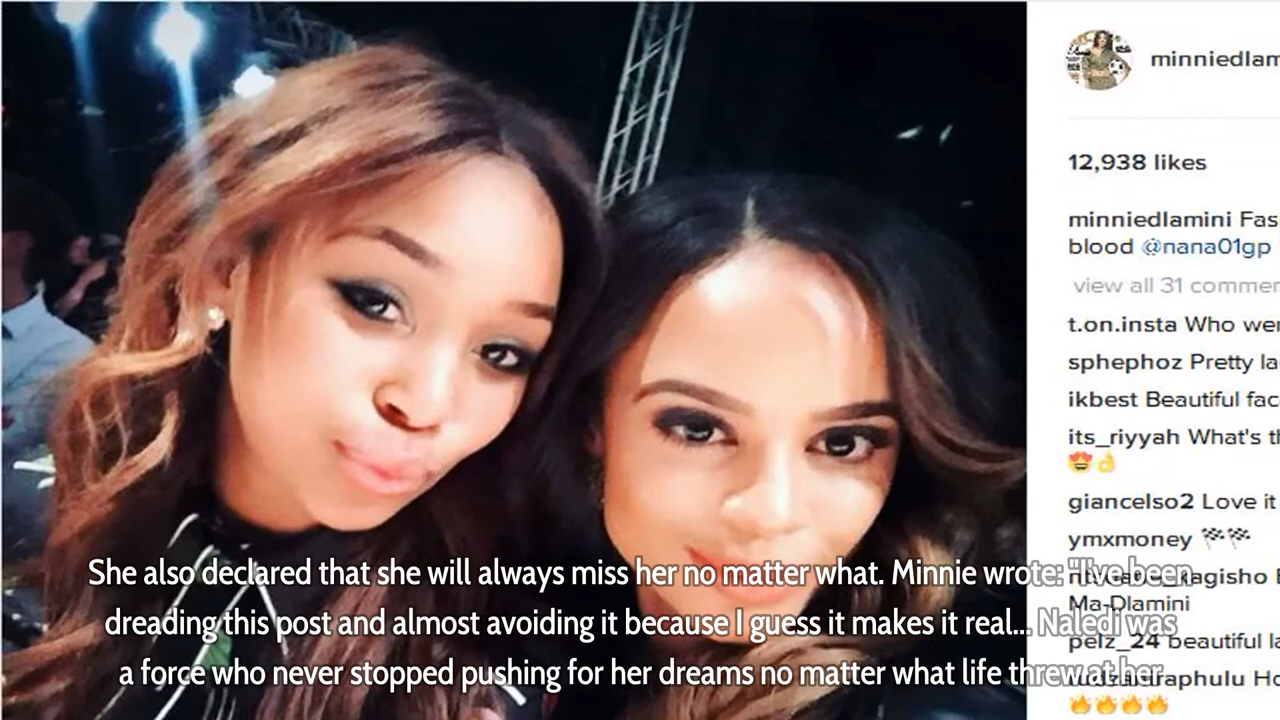 minniedlam
12,938 likes
minniedlamini Fas
blood @nana01gp
view all 31 commen
t.on.insta Who wer
sphephoz Pretty la
ikbest Beautiful fac
its_riyyah What's th
giancelso2 Love it
ymxmoney
Ma-Dlamini
pelz_24 beautiful la
Ho
She also declared that she will always miss her no matter what. Minnie wrote: "I've been
dreading this post and almost avoiding it because I guess it makes it real... Naledi was
a force who never stopped pushing for her dreams no matter what life threw at her